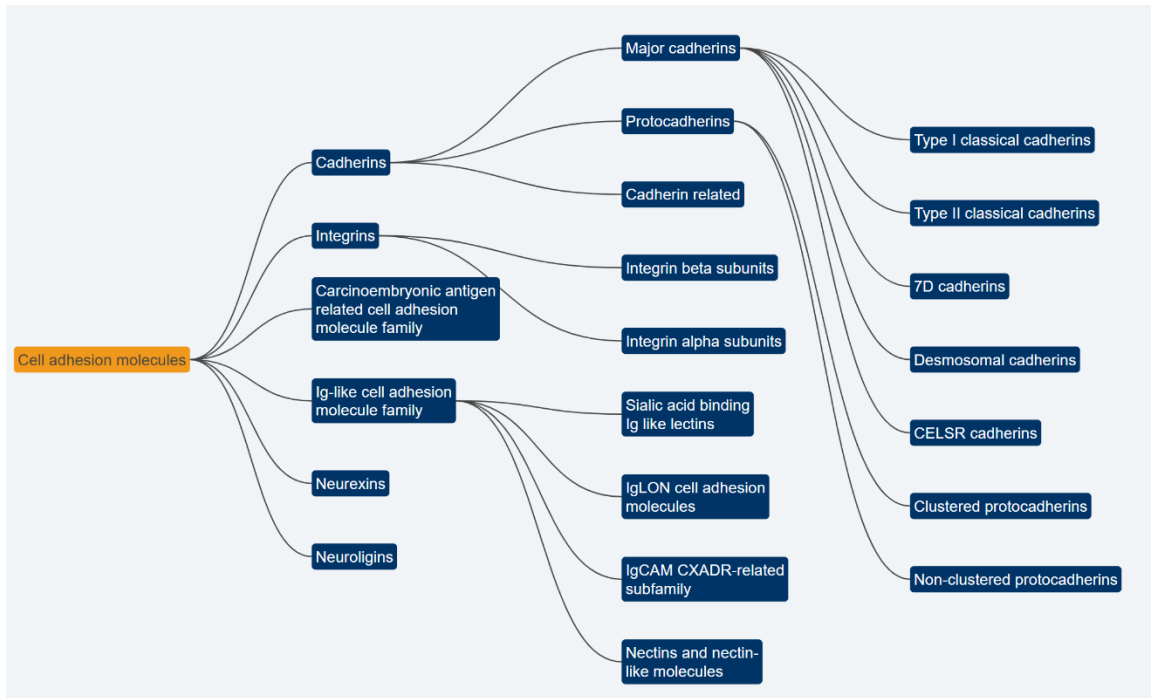 Cell adhesion molecules
Cadherins
Integrins
Carcinoembryonic antigen
related cell adhesion
molecule family
Ig-like cell adhesion
molecule family
Neurexins
Neuroligins
Major cadherins
Protocadherins
Cadherin related
Integrin beta subunits
Integrin alpha subunits
Sialic acid binding
Ig like lectins
IgLON cell adhesion
molecules
IgCAM CXADR-related
subfamily
Nectins and nectin-
like molecules
Type I classical cadherins
Type II classical cadherins
7D cadherins
Desmosomal cadherins
CELSR cadherins
Clustered protocadherins
Non-clustered protocadherins